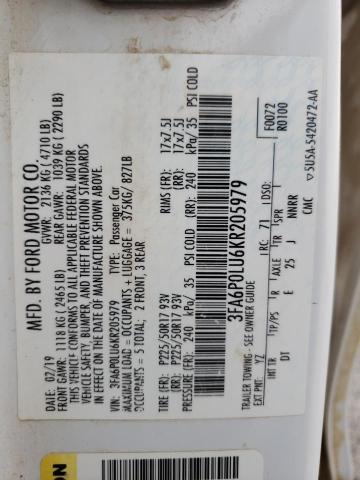 MFD. BY FORD MOTOR CO.
02/19 GVWR: 2136 KG ( 4710 LB)
FRONT GAWR: 1118 KG ( 2465 LB) REAR GAWR: 1039 KG ( 2290 LB)
THIS VEHICLE CONFORMS TO ALL APPLICABLE FEDERAL MOTOR
VEHICLE SAFETY, BUMPER, AND THEFT PREVENTION STANDARDS
IN EFFECT ON THE DATE OF MANUFACTURE SHOWN ABOVE.
VIN: 3FA6P0LU6KR205979 Passenger Car
MAXIMUM LOAD = OCCUPANTS + LUGGAGE = 375KG/ 827LB
OCCUPANTS = 5 TOTAL; 2 FRONT, 3 REAR
FRT: P225/50R17 93V RIMS (FR): 17x7.5J
(RR): P225/50R17 93V (RR): 17x7.5J
PRESSURE (FR): 240 kPa/ 35 PSI COLD (RR): 240 kPa/ 35 PSI COLD
3FA6P0LU6KR205979
F0072
R0100
TRAILER TOWING - SEE OWNER GUIDE
EXT PNT: YZ RC: 71 DSO:
INT TR TP/PS R AXLE TR SPR
DT E 25 J NNRR
CMC 5U5A-5420472-AA
ON